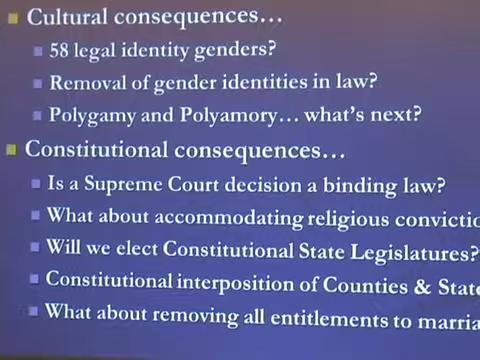 Cultural consequences…
58 legal identity genders?
Removal of gender identities in law?
Polygamy and Polyamory… what's next?
Constitutional consequences…
Is a Supreme Court decision a binding law?
What about accommodating religious convictio
Will we elect Constitutional State Legislatures?
Constitutional interposition of Counties & State
What about removing all entitlements to marria